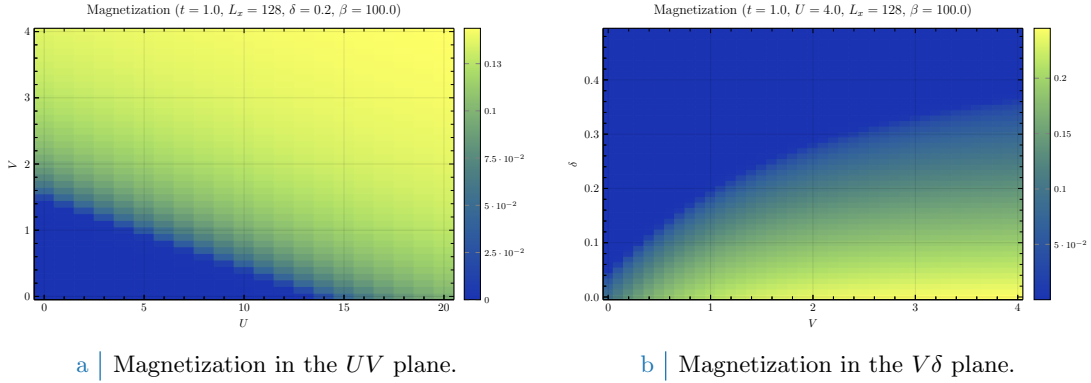 Magnetization (t = 1.0, L_x = 128, δ = 0.2, β = 100.0)
4
3
2
1
0
V
0 5 10 15 20
U
0.13
0.1
7.5 · 10⁻²
5 · 10⁻²
2.5 · 10⁻²
0
a | Magnetization in the UV plane.
Magnetization (t = 1.0, U = 4.0, L_x = 128, β = 100.0)
0.4
0.3
0.2
0.1
0.0
δ
0 1 2 3 4
V
0.2
0.15
0.1
5 · 10⁻²
b | Magnetization in the Vδ plane.